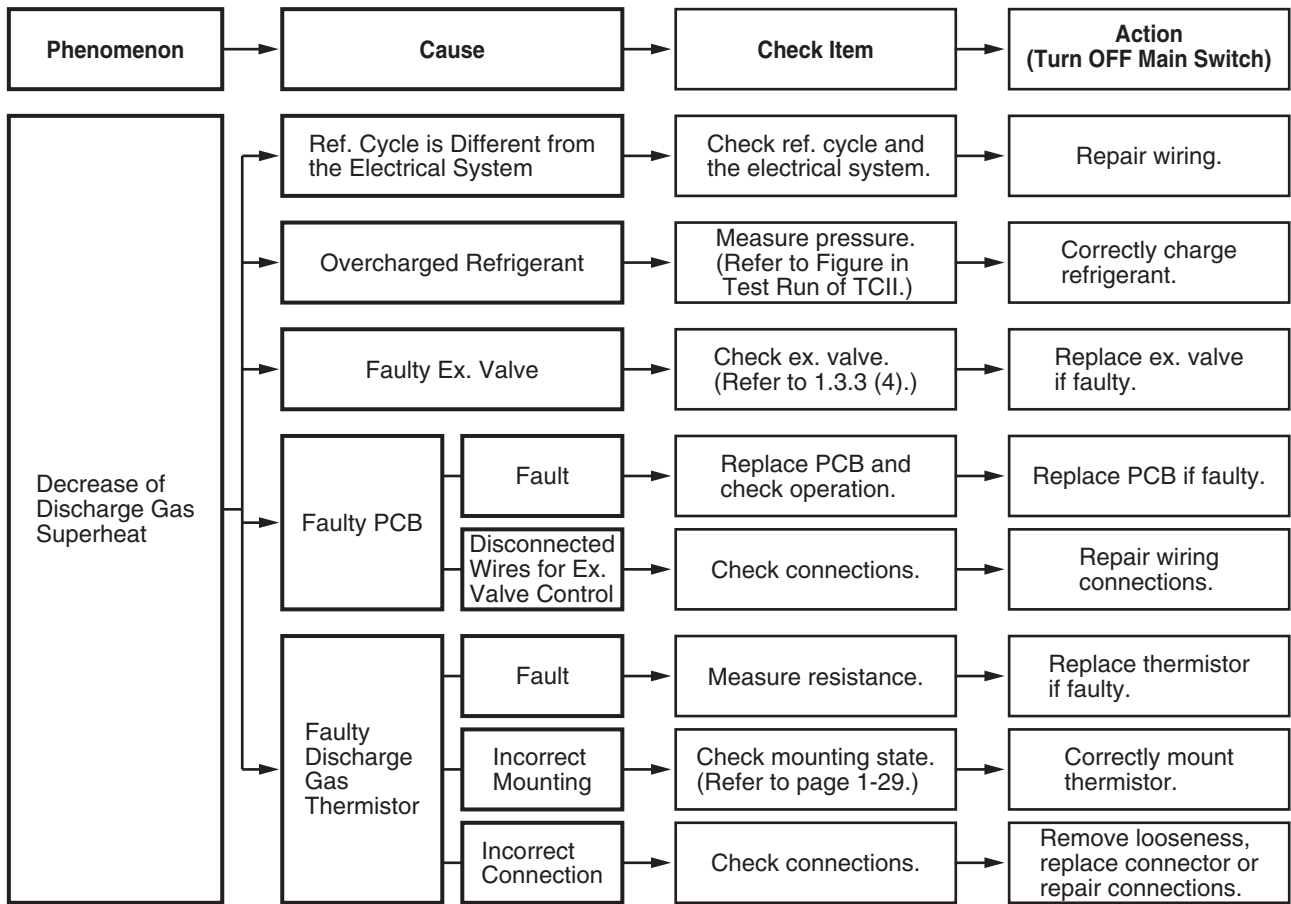 Phenomenon
Cause
Check Item
Action
(Turn OFF Main Switch)
Decrease of
Discharge Gas
Superheat
Ref. Cycle is Different from
the Electrical System
Check ref. cycle and
the electrical system.
Repair wiring.
Overcharged Refrigerant
Measure pressure.
(Refer to Figure in
Test Run of TCII.)
Correctly charge
refrigerant.
Faulty Ex. Valve
Check ex. valve.
(Refer to 1.3.3 (4).)
Replace ex. valve
if faulty.
Faulty PCB
Fault
Replace PCB and
check operation.
Replace PCB if faulty.
Disconnected
Wires for Ex.
Valve Control
Check connections.
Repair wiring
connections.
Faulty
Discharge
Gas
Thermistor
Fault
Measure resistance.
Replace thermistor
if faulty.
Incorrect
Mounting
Check mounting state.
(Refer to page 1-29.)
Correctly mount
thermistor.
Incorrect
Connection
Check connections.
Remove looseness,
replace connector or
repair connections.